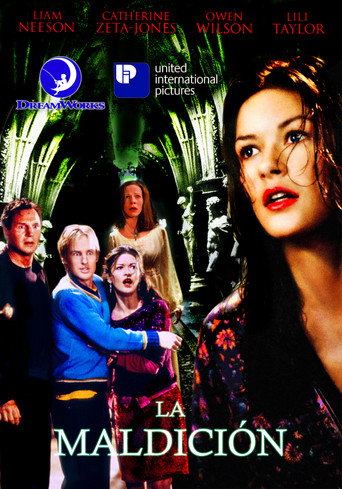 LIAM NEESON
CATHERINE ZETA-JONES
OWEN WILSON
LILI TAYLOR
DREAMWORKS
united
international
pictures
LA
MALDICIÓN